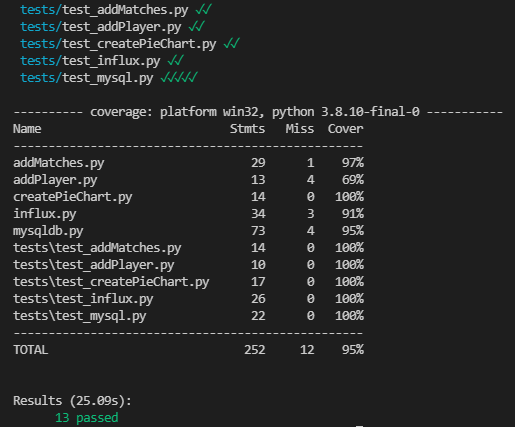 tests/test_addMatches.py ✓✓
tests/test_addPlayer.py ✓✓
tests/test_createPieChart.py ✓✓
tests/test_influx.py ✓✓
tests/test_mysql.py ✓✓✓✓✓
---------- coverage: platform win32, python 3.8.10-final-0 -----------
Name Stmts Miss Cover
-------------------------------------------------
addMatches.py 29 1 97%
addPlayer.py 13 4 69%
createPieChart.py 14 0 100%
influx.py 34 3 91%
mysqldb.py 73 4 95%
tests\test_addMatches.py 14 0 100%
tests\test_addPlayer.py 10 0 100%
tests\test_createPieChart.py 17 0 100%
tests\test_influx.py 26 0 100%
tests\test_mysql.py 22 0 100%
-------------------------------------------------
TOTAL 252 12 95%
Results (25.09s):
13 passed